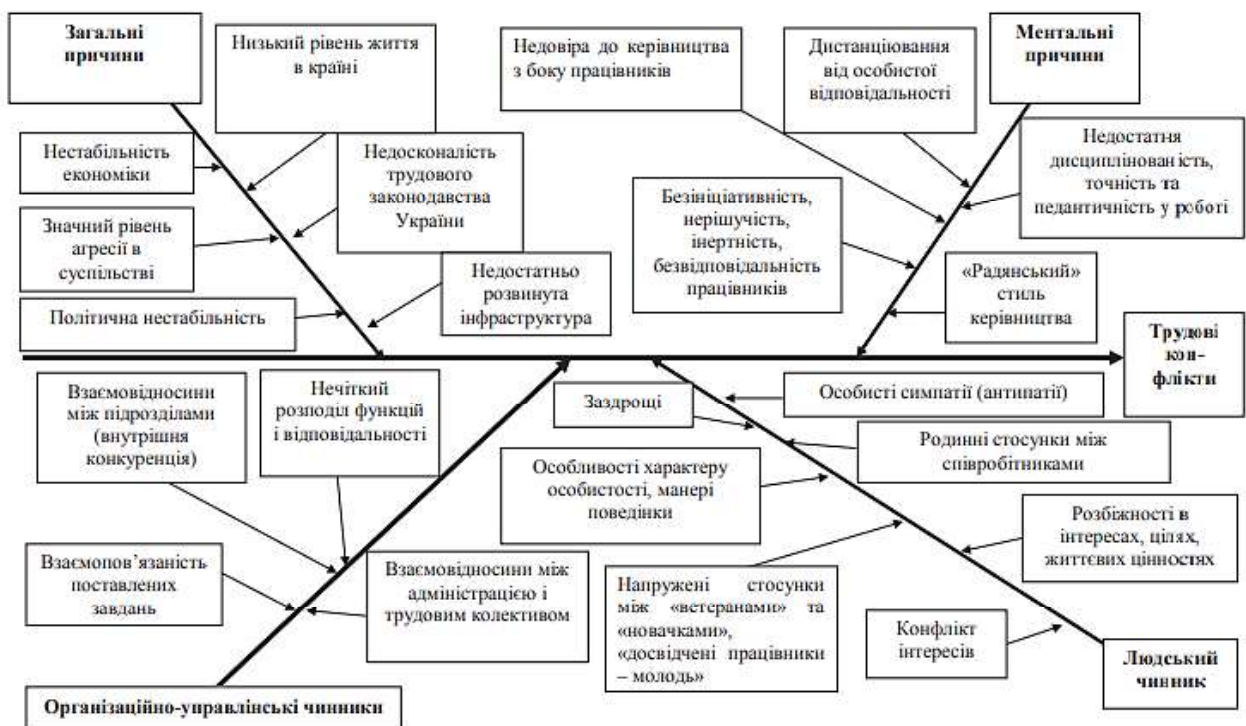 Загальні
причини
Низький рівень життя
в країні
Недовіра до керівництва
з боку працівників
Дистанціювання
від особистої
відповідальності
Ментальні
причини
Нестабільність
економіки
Недосконалість
трудового
законодавства
України
Безініціативність,
нерішучість,
інертність,
безвідповідальність
працівників
Недостатня
дисциплінованість,
точність та
педантичність у роботі
Значний рівень
агресії в
суспільстві
Недостатньо
розвинута
інфраструктура
«Радянський»
стиль
керівництва
Політична нестабільність
Трудові
кон-
флікти
Взаємовідносини
між підрозділами
(внутрішня
конкуренція)
Нечіткий
розподіл функцій
і відповідальності
Заздрощі
Особисті симпатії (антипатії)
Родинні стосунки між
співробітниками
Особливості характеру
особистості, манері
поведінки
Розбіжності в
інтересах, цілях,
життєвих цінностях
Взаємопов’язаність
поставлених
завдань
Взаємовідносини між
адміністрацією і
трудовим колективом
Напружені стосунки
між «ветеранами» та
«новачками»,
«досвідчені працівники
– молодь»
Конфлікт
інтересів
Людський
чинник
Організаційно-управлінські чинники